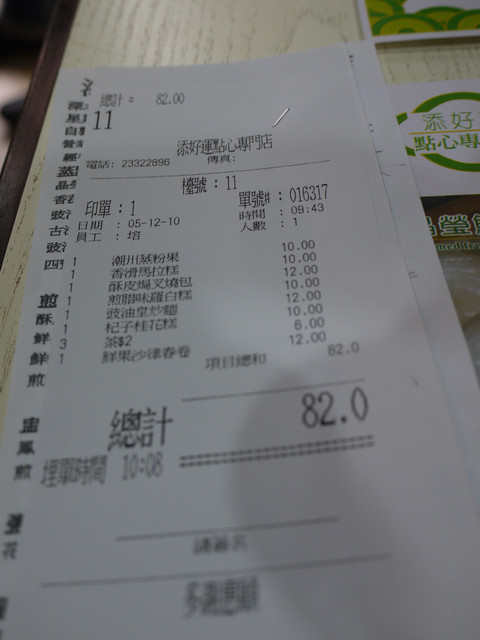 總計 = 82.00
11
添好運點心專門店
電話: 23322896 傳真:
檯號 : 11
印單 : 1 單號#: 016317
日期 : 05-12-10 時間 : 09:43
員工 : 培 人數 : 1
1 潮州蒸粉果 10.00
1 香滑馬拉糕 10.00
1 酥皮焗叉燒包 12.00
1 煎臘味蘿白糕 10.00
1 豉油皇炒麵 12.00
1 杞子桂花糕 10.00
3 茶$2 6.00
1 鮮果沙律春卷 12.00
項目總和 82.0
總計 82.0
埋單時間 10:08
請簽名
多謝惠顧
添好
點心專